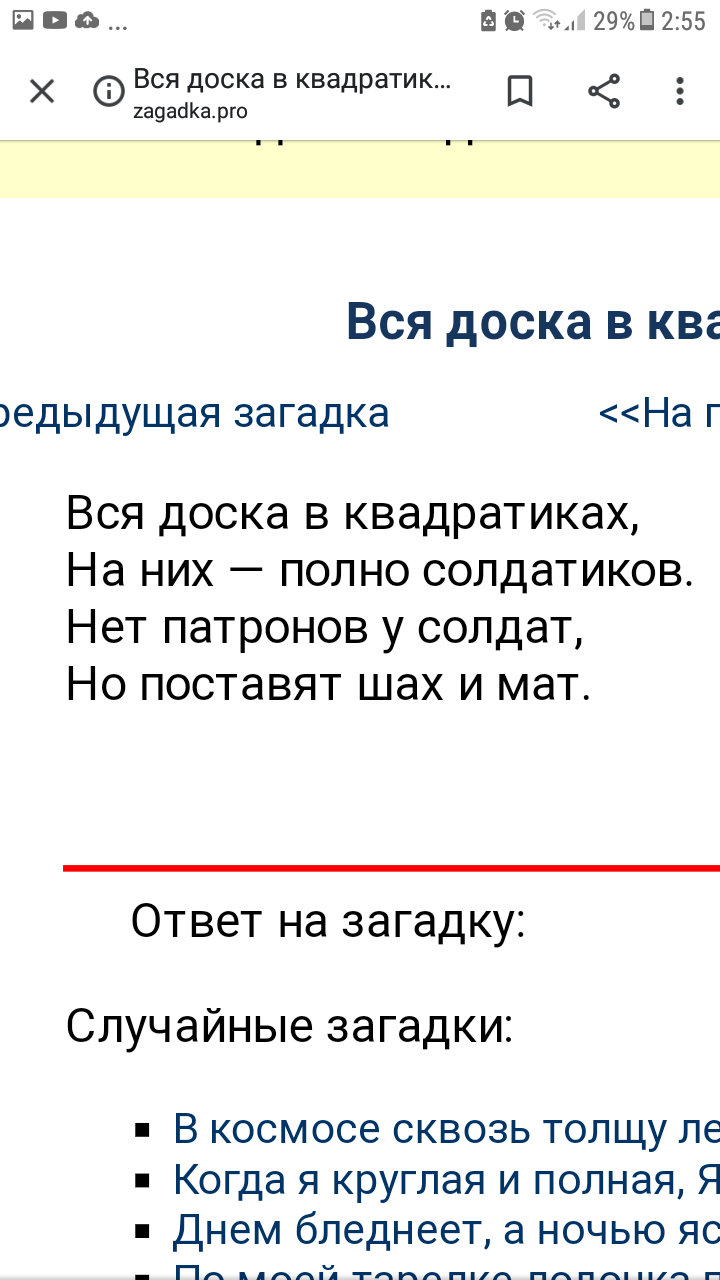 ... 29% 2:55
Вся доска в квадратик...
zagadka.pro
Вся доска в ква
редыдущая загадка <<На п
Вся доска в квадратиках,
На них — полно солдатиков.
Нет патронов у солдат,
Но поставят шах и мат.
Ответ на загадку:
Случайные загадки:
В космосе сквозь толщу ле
Когда я круглая и полная, Я
Днем бледнеет, а ночью яс